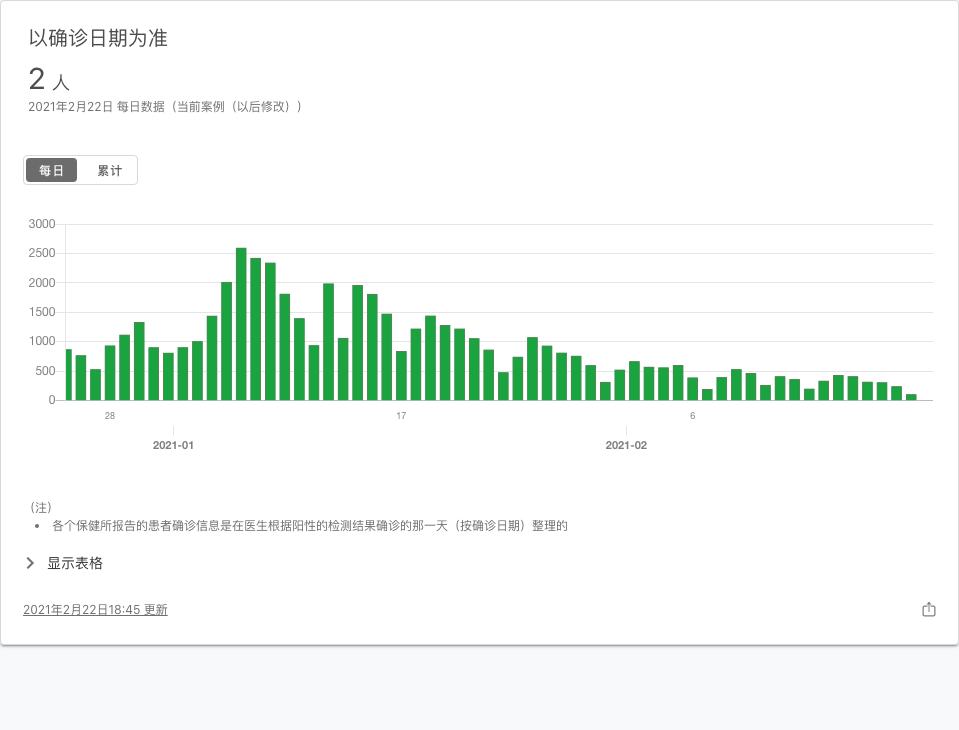 以确诊日期为准
2 人
2021年2月22日 每日数据（当前案例（以后修改））
每日 累计
3000
2500
2000
1500
1000
500
0
28 17 6
2021-01 2021-02
（注）
• 各个保健所报告的患者确诊信息是在医生根据阳性的检测结果确诊的那一天（按确诊日期）整理的
显示表格
2021年2月22日18:45 更新